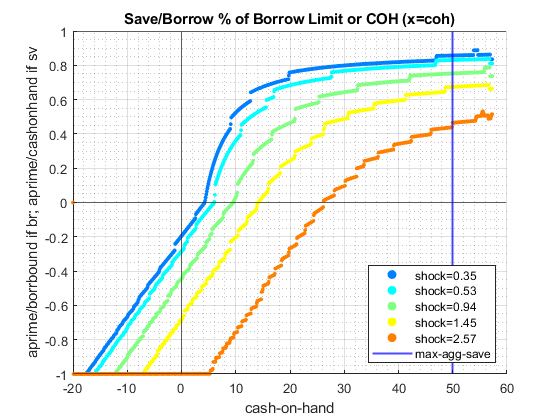 Save/Borrow % of Borrow Limit or COH (x=coh)
aprime/borrbound if br; aprime/cashonhand if sv
1
0.8
0.6
0.4
0.2
0
-0.2
-0.4
-0.6
-0.8
-1
shock=0.35
shock=0.53
shock=0.94
shock=1.45
shock=2.57
max-agg-save
-20 -10 0 10 20 30 40 50 60
cash-on-hand